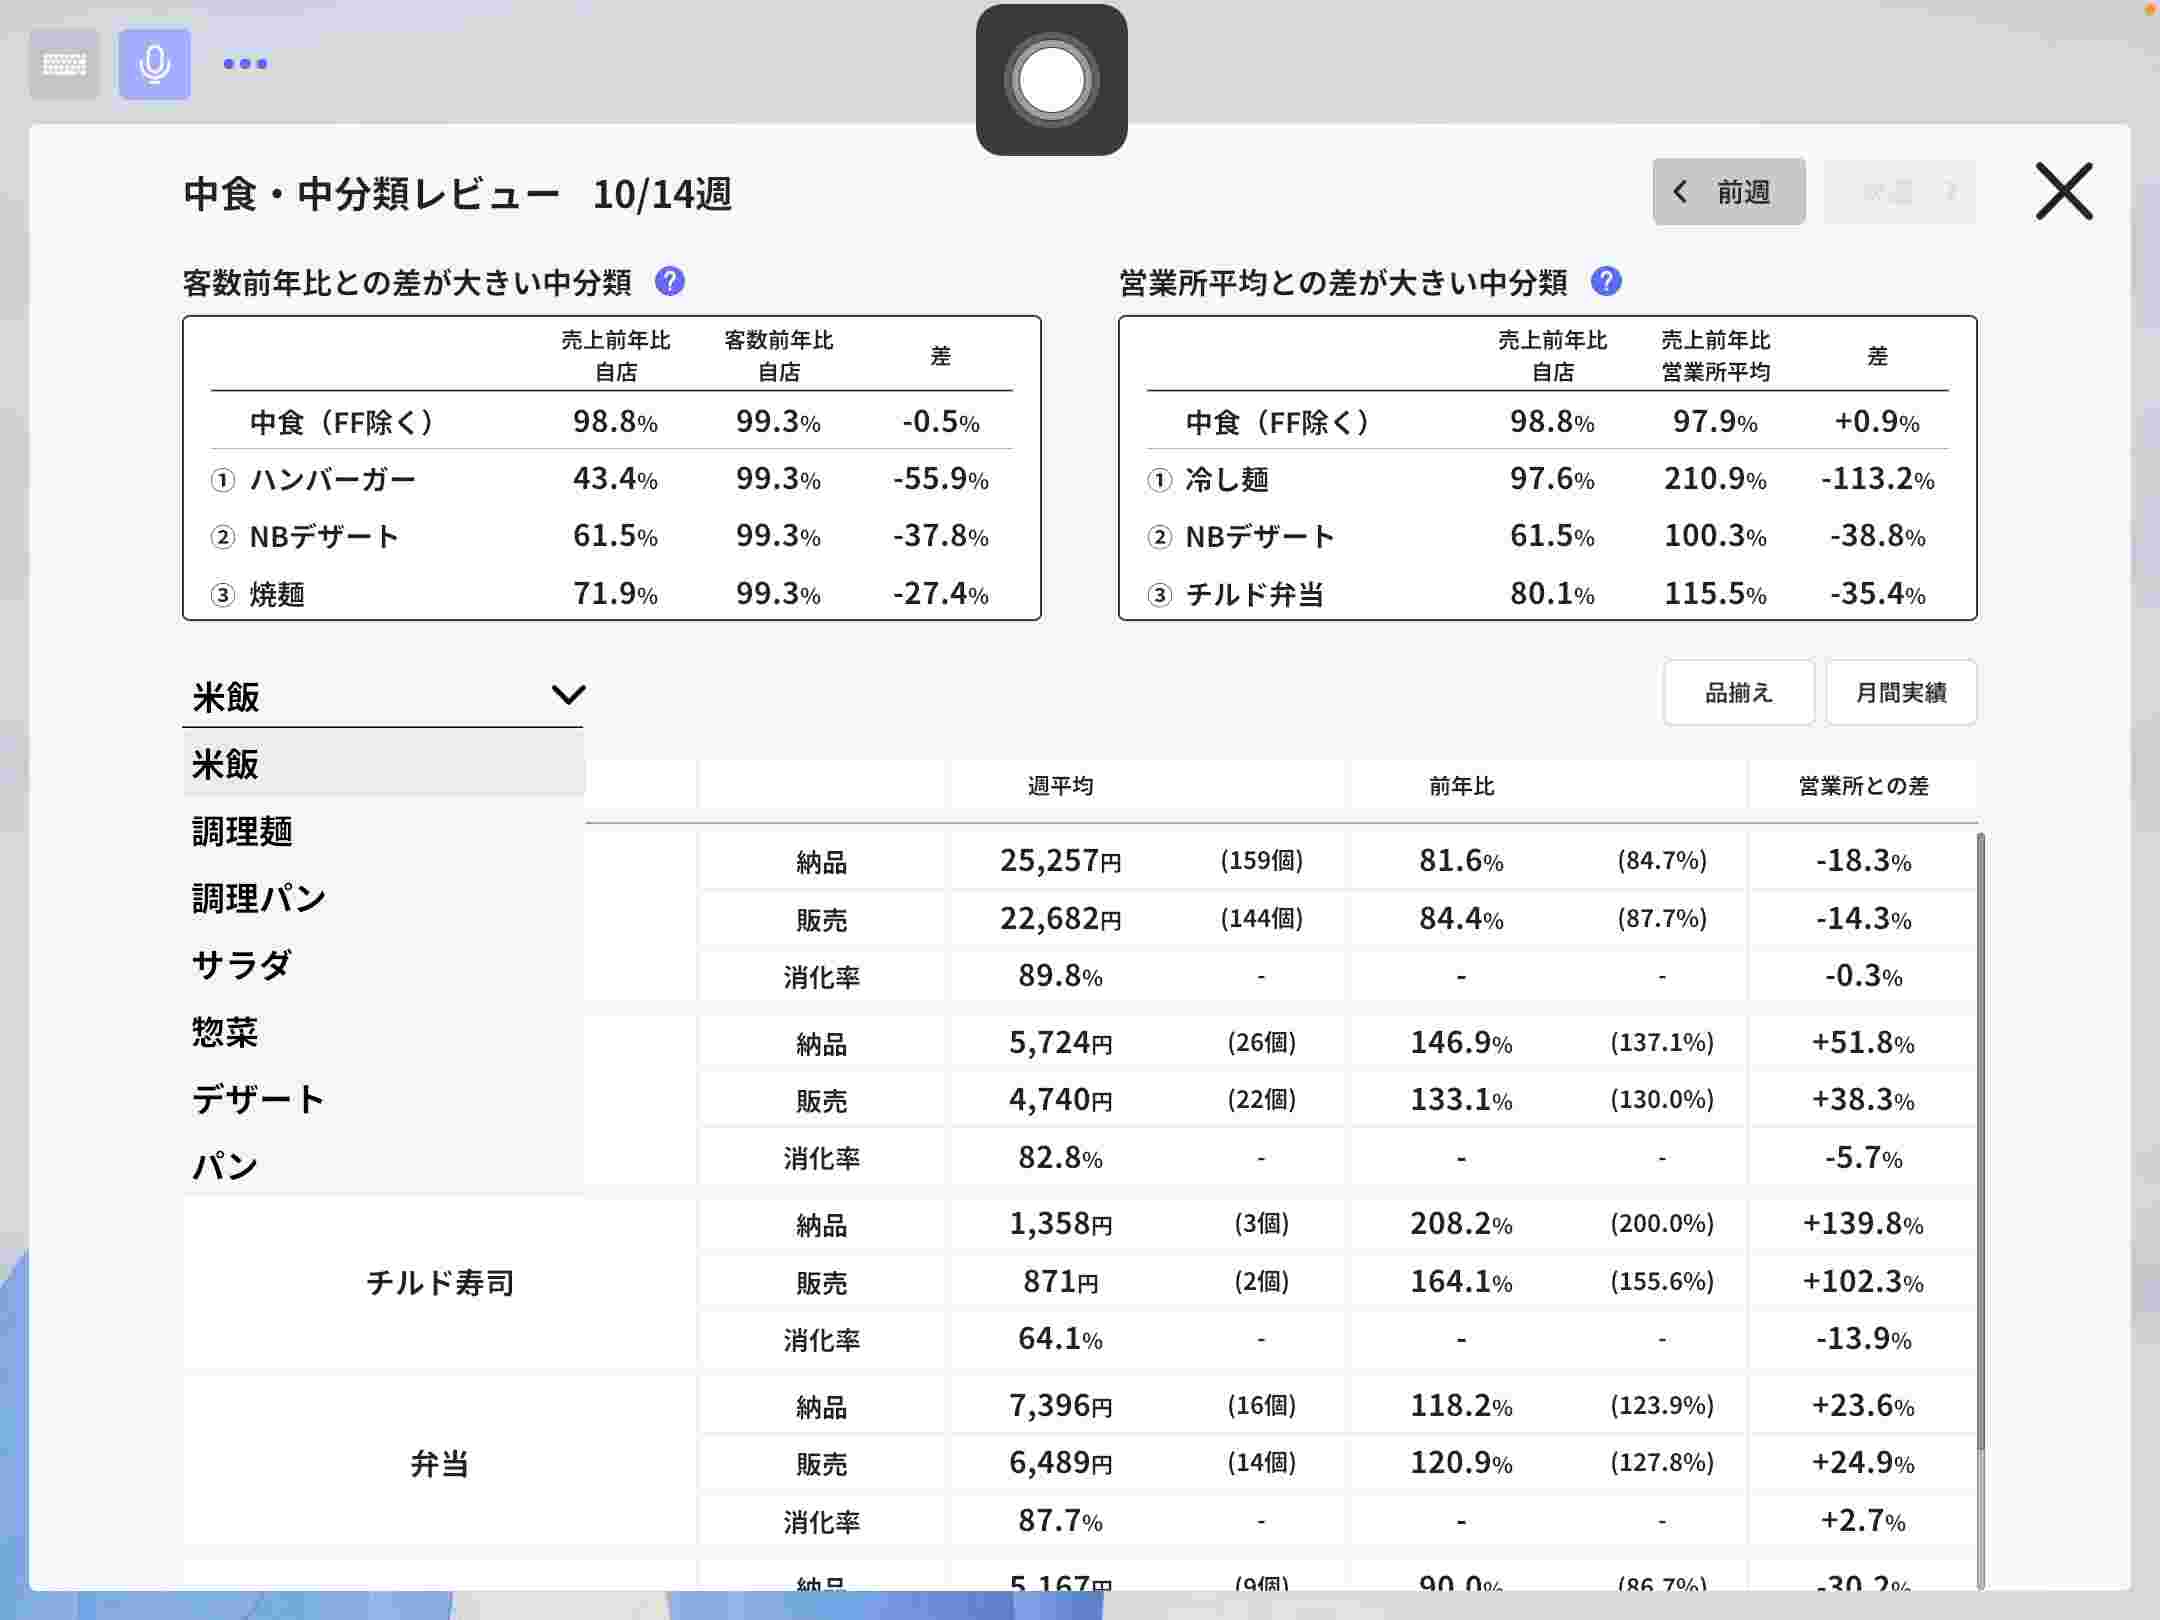 中食・中分類レビュー 10/14週
前週
客数前年比との差が大きい中分類 ?
売上前年比 自店 客数前年比 自店 差
中食（FF除く） 98.8% 99.3% -0.5%
① ハンバーガー 43.4% 99.3% -55.9%
② NBデザート 61.5% 99.3% -37.8%
③ 焼麺 71.9% 99.3% -27.4%
営業所平均との差が大きい中分類 ?
売上前年比 自店 売上前年比 営業所平均 差
中食（FF除く） 98.8% 97.9% +0.9%
① 冷し麺 97.6% 210.9% -113.2%
② NBデザート 61.5% 100.3% -38.8%
③ チルド弁当 80.1% 115.5% -35.4%
米飯
品揃え 月間実績
米飯
調理麺
調理パン
サラダ
惣菜
デザート
パン
週平均 前年比 営業所との差
納品 25,257円 (159個) 81.6% (84.7%) -18.3%
販売 22,682円 (144個) 84.4% (87.7%) -14.3%
消化率 89.8% - - - -0.3%
納品 5,724円 (26個) 146.9% (137.1%) +51.8%
販売 4,740円 (22個) 133.1% (130.0%) +38.3%
消化率 82.8% - - - -5.7%
チルド寿司
納品 1,358円 (3個) 208.2% (200.0%) +139.8%
販売 871円 (2個) 164.1% (155.6%) +102.3%
消化率 64.1% - - - -13.9%
弁当
納品 7,396円 (16個) 118.2% (123.9%) +23.6%
販売 6,489円 (14個) 120.9% (127.8%) +24.9%
消化率 87.7% - - - +2.7%
納品 5,167円 (9個) 90.0% (86.7%) -30.2%